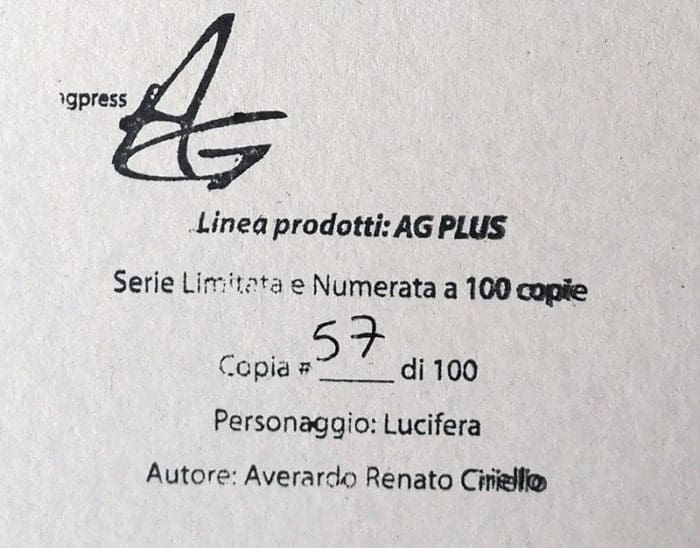 agpress
AG
Linea prodotti: AG PLUS
Serie Limitata e Numerata a 100 copie
Copia # 57 di 100
Personaggio: Lucifera
Autore: Averardo Renato Ciriello